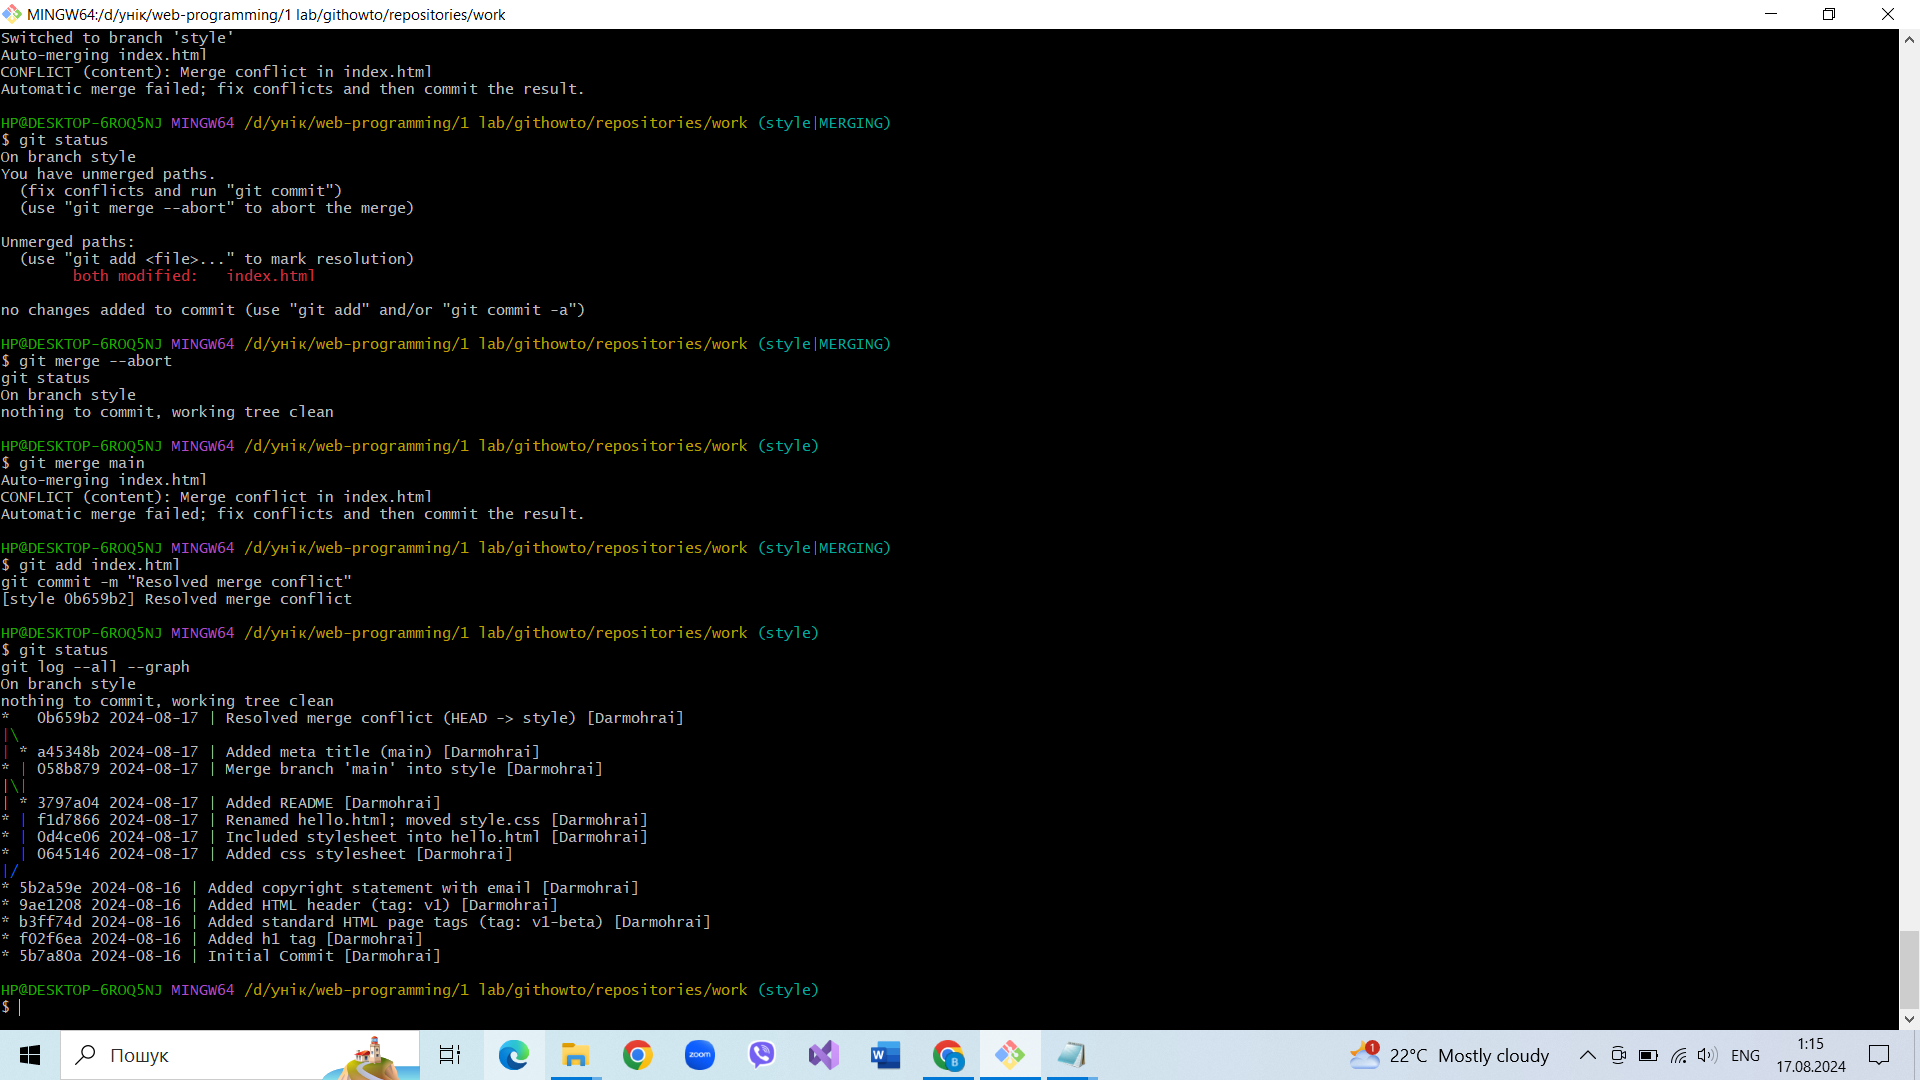 MINGW64:/d/унік/web-programming/1 lab/githowto/repositories/work
Switched to branch 'style'
Auto-merging index.html
CONFLICT (content): Merge conflict in index.html
Automatic merge failed; fix conflicts and then commit the result.
HP@DESKTOP-6ROQ5NJ MINGW64 /d/унік/web-programming/1 lab/githowto/repositories/work (style|MERGING)
$ git status
On branch style
You have unmerged paths.
  (fix conflicts and run "git commit")
  (use "git merge --abort" to abort the merge)
Unmerged paths:
  (use "git add <file>..." to mark resolution)
        both modified:   index.html
no changes added to commit (use "git add" and/or "git commit -a")
HP@DESKTOP-6ROQ5NJ MINGW64 /d/унік/web-programming/1 lab/githowto/repositories/work (style|MERGING)
$ git merge --abort
git status
On branch style
nothing to commit, working tree clean
HP@DESKTOP-6ROQ5NJ MINGW64 /d/унік/web-programming/1 lab/githowto/repositories/work (style)
$ git merge main
Auto-merging index.html
CONFLICT (content): Merge conflict in index.html
Automatic merge failed; fix conflicts and then commit the result.
HP@DESKTOP-6ROQ5NJ MINGW64 /d/унік/web-programming/1 lab/githowto/repositories/work (style|MERGING)
$ git add index.html
git commit -m "Resolved merge conflict"
[style 0b659b2] Resolved merge conflict
HP@DESKTOP-6ROQ5NJ MINGW64 /d/унік/web-programming/1 lab/githowto/repositories/work (style)
$ git status
git log --all --graph
On branch style
nothing to commit, working tree clean
*   0b659b2 2024-08-17 | Resolved merge conflict (HEAD -> style) [Darmohrai]
|\
| * a45348b 2024-08-17 | Added meta title (main) [Darmohrai]
* | 058b879 2024-08-17 | Merge branch 'main' into style [Darmohrai]
|\|
| * 3797a04 2024-08-17 | Added README [Darmohrai]
* | f1d7866 2024-08-17 | Renamed hello.html; moved style.css [Darmohrai]
* | 0d4ce06 2024-08-17 | Included stylesheet into hello.html [Darmohrai]
* | 0645146 2024-08-17 | Added css stylesheet [Darmohrai]
|/
* 5b2a59e 2024-08-16 | Added copyright statement with email [Darmohrai]
* 9ae1208 2024-08-16 | Added HTML header (tag: v1) [Darmohrai]
* b3ff74d 2024-08-16 | Added standard HTML page tags (tag: v1-beta) [Darmohrai]
* f02f6ea 2024-08-16 | Added h1 tag [Darmohrai]
* 5b7a80a 2024-08-16 | Initial Commit [Darmohrai]
HP@DESKTOP-6ROQ5NJ MINGW64 /d/унік/web-programming/1 lab/githowto/repositories/work (style)
$
Пошук
zoom
W
B
1
22°C Mostly cloudy
ENG
1:15
17.08.2024